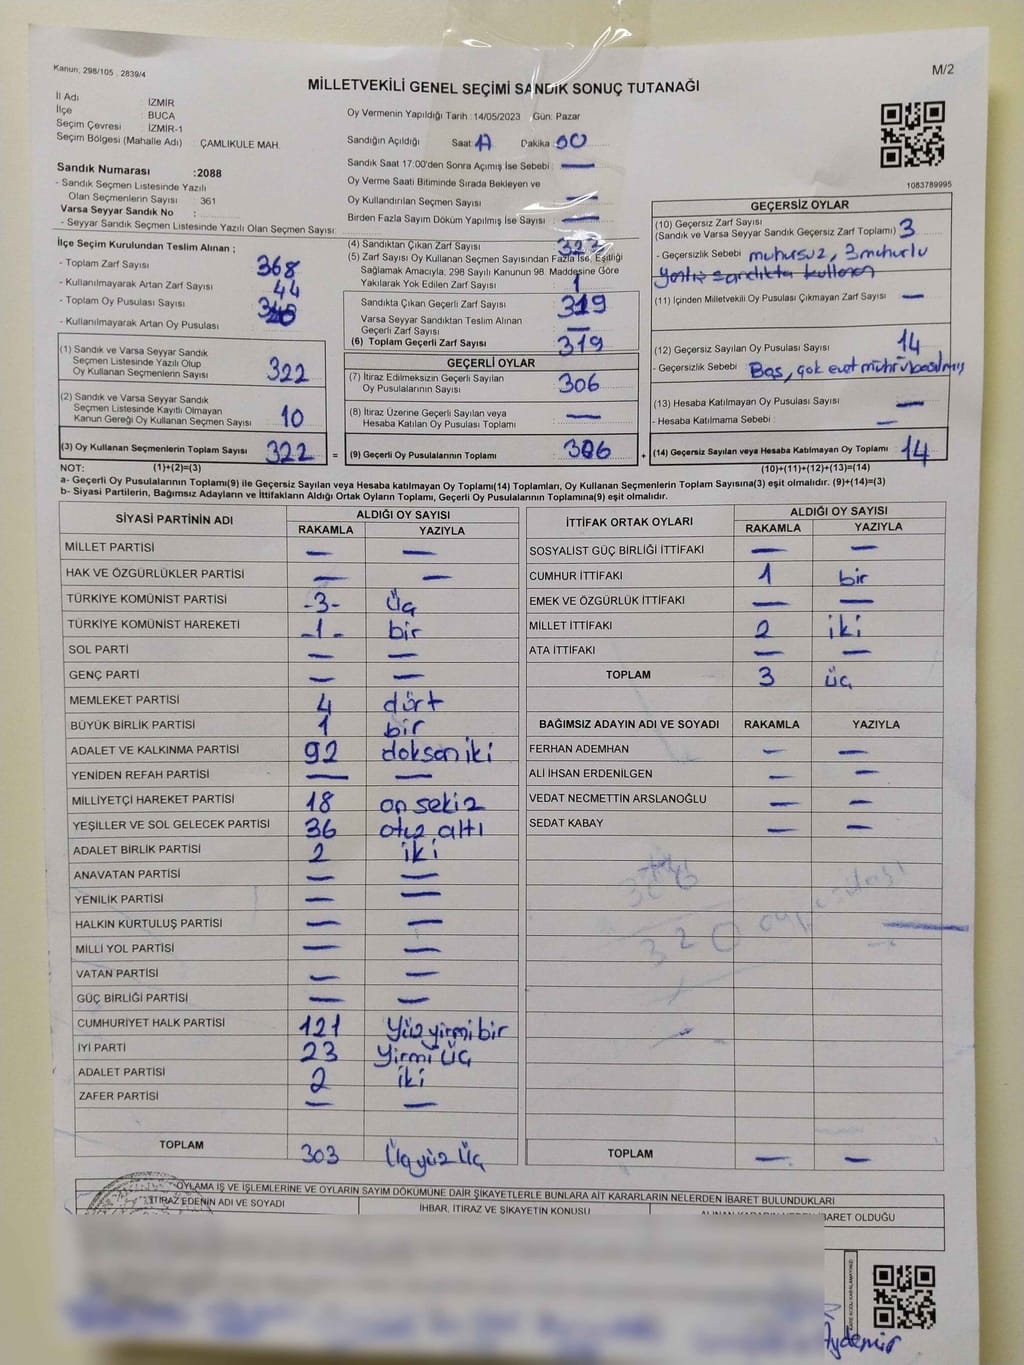 Kanun, 298/105 , 2839/4
M/2
MİLLETVEKİLİ GENEL SEÇİMİ SANDIK SONUÇ TUTANAĞI
İl Adı : İZMİR
İlçe : BUCA
Seçim Çevresi : İZMİR-1
Seçim Bölgesi (Mahalle Adı) ÇAMLIKULE MAH.
Sandık Numarası :2088
- Sandık Seçmen Listesinde Yazılı
Olan Seçmenlerin Sayısı : 361
Varsa Seyyar Sandık No :
- Seyyar Sandık Seçmen Listesinde Yazılı Olan Seçmen Sayısı:
Oy Vermenin Yapıldığı Tarih :14/05/2023 Gün: Pazar
Sandığın Açıldığı Saat: Dakika: 00
Sandık Saat 17:00'den Sonra Açımış İse Sebebi : —
Oy Verme Saati Bitiminde Sırada Bekleyen ve
Oy Kullandırılan Seçmen Sayısı : —
Birden Fazla Sayım Döküm Yapılmış İse Sayısı : —
1083789995
İlçe Seçim Kurulundan Teslim Alınan ;
- Toplam Zarf Sayısı : 368
- Kullanılmayarak Artan Zarf Sayısı : 44
- Toplam Oy Pusulası Sayısı :
- Kullanılmayarak Artan Oy Pusulası :
(1) Sandık ve Varsa Seyyar Sandık
Seçmen Listesinde Yazılı Olup
Oy Kullanan Seçmenlerin Sayısı : 322
(2) Sandık ve Varsa Seyyar Sandık
Seçmen Listesinde Kayıtlı Olmayan
Kanun Gereği Oy Kullanan Seçmen Sayısı : 10
(3) Oy Kullanan Seçmenlerin Toplam Sayısı : 322
(4) Sandıktan Çıkan Zarf Sayısı : 323
(5) Zarf Sayısı Oy Kullanan Seçmen Sayısından Fazla İse, Eşitliği
Sağlamak Amacıyla, 298 Sayılı Kanunun 98. Maddesine Göre
Yakılarak Yok Edilen Zarf Sayısı : 1
Sandıkta Çıkan Geçerli Zarf Sayısı : 319
Varsa Seyyar Sandıktan Teslim Alınan
Geçerli Zarf Sayısı : —
(6) Toplam Geçerli Zarf Sayısı : 319
GEÇERLİ OYLAR
(7) İtiraz Edilmeksizin Geçerli Sayılan
Oy Pusulalarının Sayısı : 306
(8) İtiraz Üzerine Geçerli Sayılan veya
Hesaba Katılan Oy Pusulası Toplamı : —
= (9) Geçerli Oy Pusulalarının Toplamı : 306
GEÇERSİZ OYLAR
(10) Geçersiz Zarf Sayısı
(Sandık ve Varsa Seyyar Sandık Geçersiz Zarf Toplamı) : 3
- Geçersizlik Sebebi : mühürsüz, 3 mühürlü
(11) İçinden Milletvekili Oy Pusulası Çıkmayan Zarf Sayısı : —
(12) Geçersiz Sayılan Oy Pusulası Sayısı : 14
- Geçersizlik Sebebi : Boş, çok evet mührü basılmış
(13) Hesaba Katılmayan Oy Pusulası Sayısı : —
- Hesaba Katılmama Sebebi : —
+ (14) Geçersiz Sayılan veya Hesaba Katılmayan Oy Toplamı : 14
NOT: (1)+(2)=(3) (10)+(11)+(12)+(13)=(14)
a- Geçerli Oy Pusulalarının Toplamı(9) ile Geçersiz Sayılan veya Hesaba katılmayan Oy Toplamı(14) Toplamları, Oy Kullanan Seçmenlerin Toplam Sayısına(3) eşit olmalıdır. (9)+(14)=(3)
b- Siyasi Partilerin, Bağımsız Adayların ve İttifakların Aldığı Ortak Oyların Toplamı, Geçerli Oy Pusulalarının Toplamına(9) eşit olmalıdır.
SİYASİ PARTİNİN ADI ALDIĞI OY SAYISI
RAKAMLA YAZIYLA
MİLLET PARTİSİ — —
HAK VE ÖZGÜRLÜKLER PARTİSİ — —
TÜRKİYE KOMÜNİST PARTİSİ -3- üç
TÜRKİYE KOMÜNİST HAREKETİ -1- bir
SOL PARTİ — —
GENÇ PARTİ — —
MEMLEKET PARTİSİ 4 dört
BÜYÜK BİRLİK PARTİSİ 1 bir
ADALET VE KALKINMA PARTİSİ 92 doksan iki
YENİDEN REFAH PARTİSİ — —
MİLLİYETÇİ HAREKET PARTİSİ 18 on sekiz
YEŞİLLER VE SOL GELECEK PARTİSİ 36 otuz altı
ADALET BİRLİK PARTİSİ 2 iki
ANAVATAN PARTİSİ — —
YENİLİK PARTİSİ — —
HALKIN KURTULUŞ PARTİSİ — —
MİLLİ YOL PARTİSİ — —
VATAN PARTİSİ — —
GÜÇ BİRLİĞİ PARTİSİ — —
CUMHURİYET HALK PARTİSİ 121 Yüz yirmi bir
İYİ PARTİ 23 Yirmi üç
ADALET PARTİSİ 2 iki
ZAFER PARTİSİ — —
TOPLAM 303 Üç yüz Üç
İTTİFAK ORTAK OYLARI ALDIĞI OY SAYISI
RAKAMLA YAZIYLA
SOSYALIST GÜÇ BİRLİĞİ İTTİFAKI — —
CUMHUR İTTİFAKI 1 bir
EMEK VE ÖZGÜRLÜK İTTİFAKI — —
MİLLET İTTİFAKI 2 iki
ATA İTTİFAKI — —
TOPLAM 3 üç
BAĞIMSIZ ADAYIN ADI VE SOYADI RAKAMLA YAZIYLA
FERHAN ADEMHAN — —
ALİ İHSAN ERDENİLGEN — —
VEDAT NECMETTİN ARSLANOĞLU — —
SEDAT KABAY — —
320
TOPLAM — —
OYLAMA İŞ VE İŞLEMLERİNE VE OYLARIN SAYIM DÖKÜMÜNE DAİR ŞİKAYETLERLE BUNLARA AİT KARARLARIN NELERDEN İBARET BULUNDUKLARI
İTİRAZ EDENİN ADI VE SOYADI İHBAR, İTİRAZ VE ŞİKAYETİN KONUSU ALINAN KARARIN NEDEN İBARET OLDUĞU
Aydemir